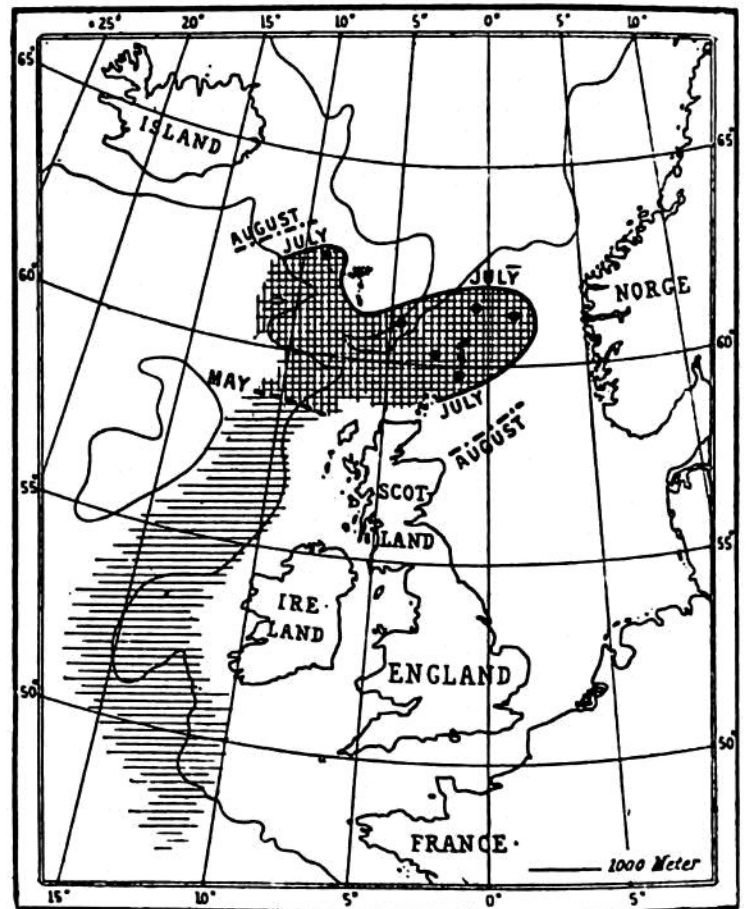 25° 20° 15° 10° 5° 0° 5°
65°
ISLAND
65°
AUGUST
JULY
60°
JULY
NORGE
60°
MAY
JULY
AUGUST
55°
SCOT
LAND
55°
IRE
LAND
ENGLAND
50°
50°
FRANCE
1000 Meter
15° 10° 5° 0° 5°